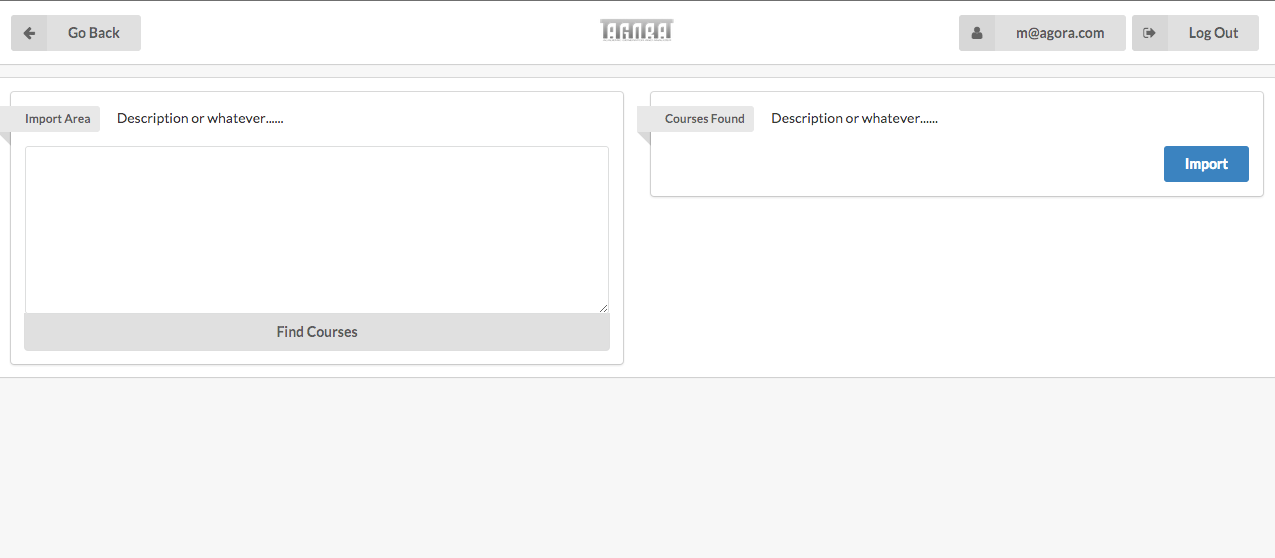 Go Back
AGORA
m@agora.com
Log Out
Import Area
Description or whatever......
Find Courses
Courses Found
Description or whatever......
Import